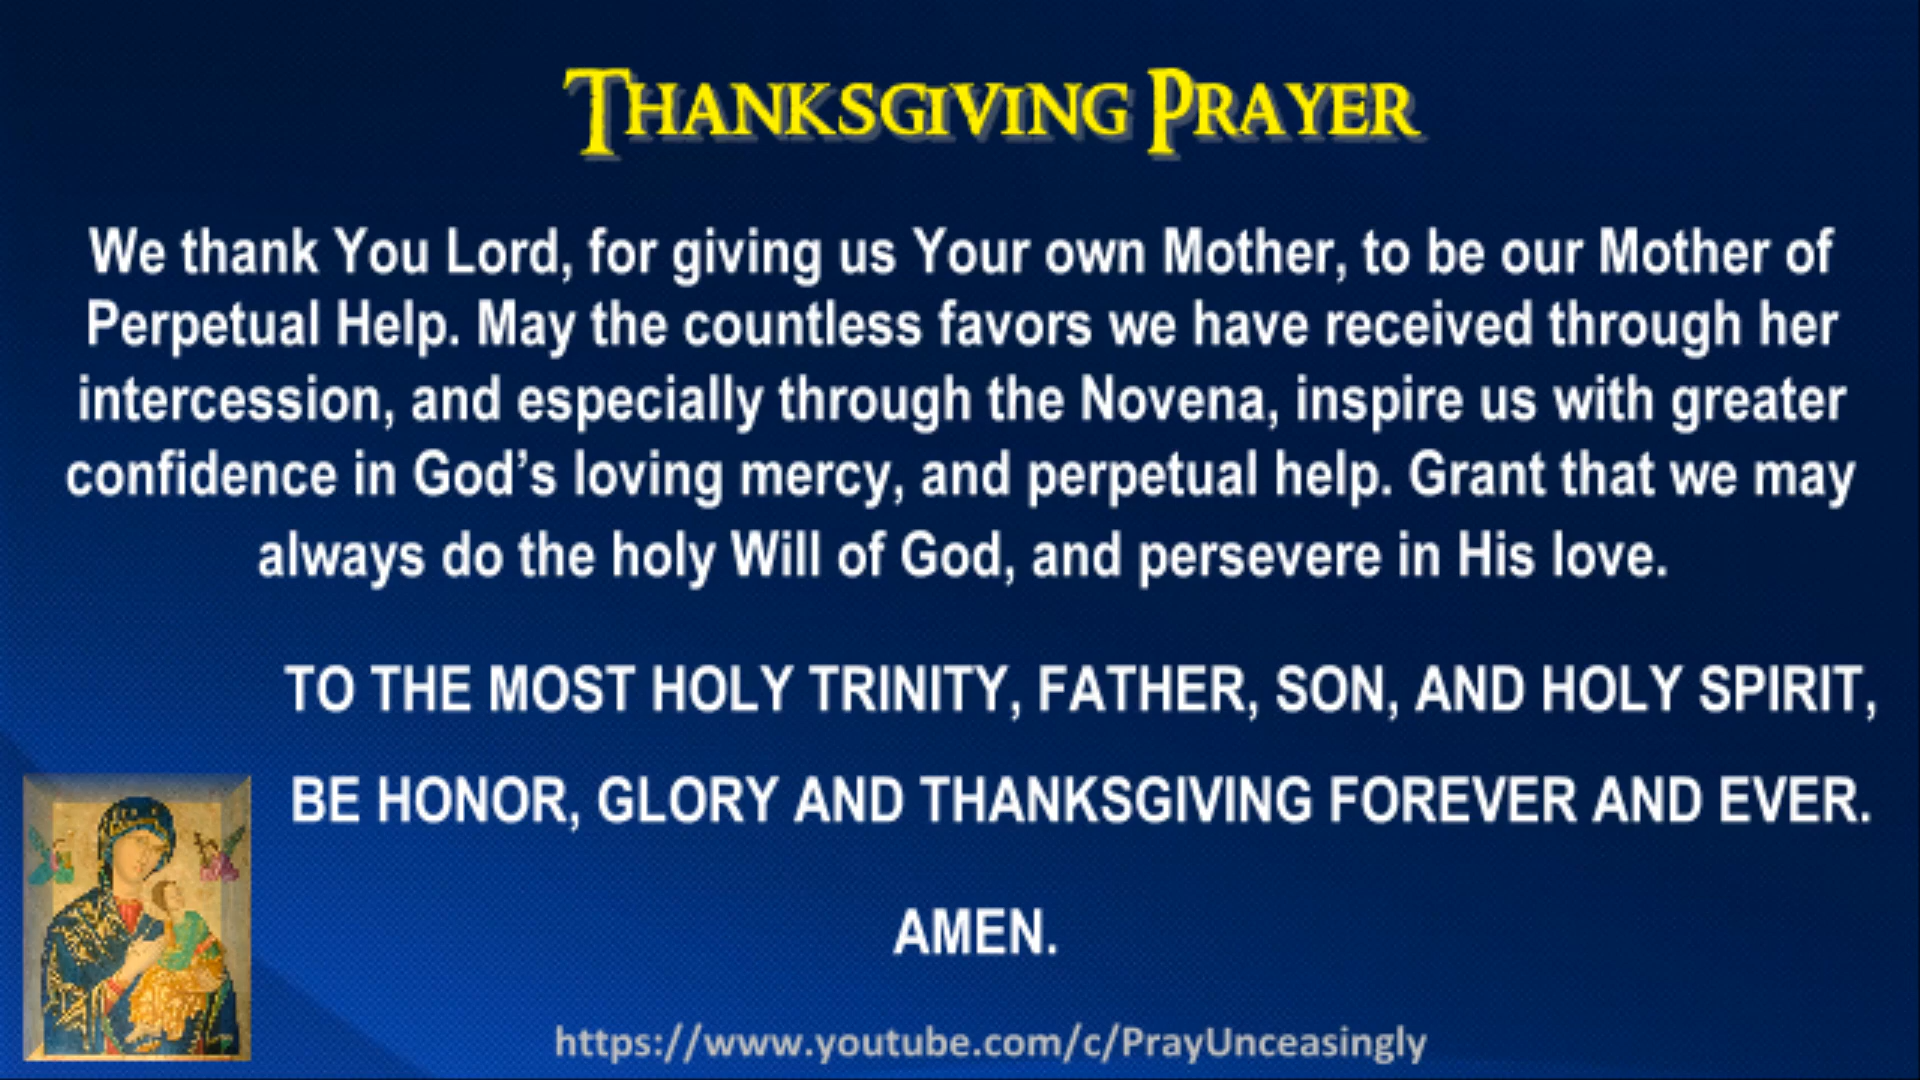 THANKSGIVING PRAYER
We thank You Lord, for giving us Your own Mother, to be our Mother of
Perpetual Help. May the countless favors we have received through her
intercession, and especially through the Novena, inspire us with greater
confidence in God’s loving mercy, and perpetual help. Grant that we may
always do the holy Will of God, and persevere in His love.
TO THE MOST HOLY TRINITY, FATHER, SON, AND HOLY SPIRIT,
BE HONOR, GLORY AND THANKSGIVING FOREVER AND EVER.
AMEN.
https://www.youtube.com/c/PrayUnceasingly